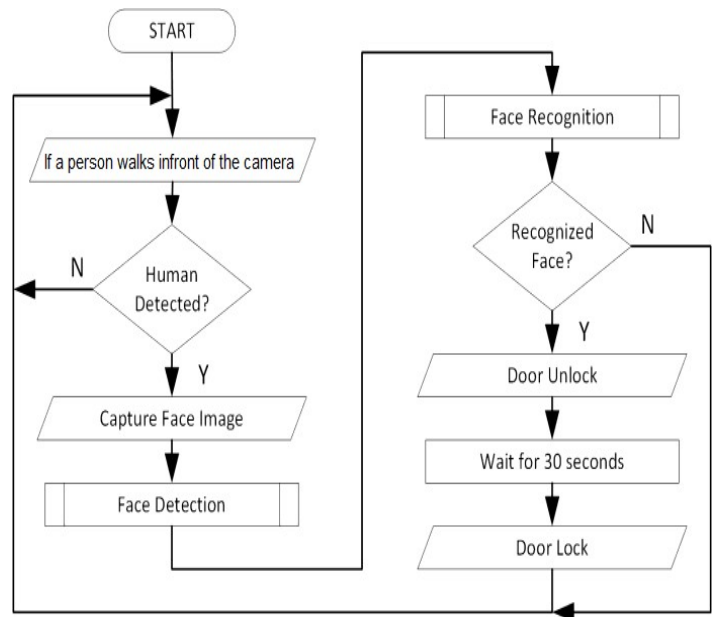 START
If a person walks infront of the camera
Human
Detected?
N
Y
Capture Face Image
Face Detection
Face Recognition
Recognized
Face?
N
Y
Door Unlock
Wait for 30 seconds
Door Lock